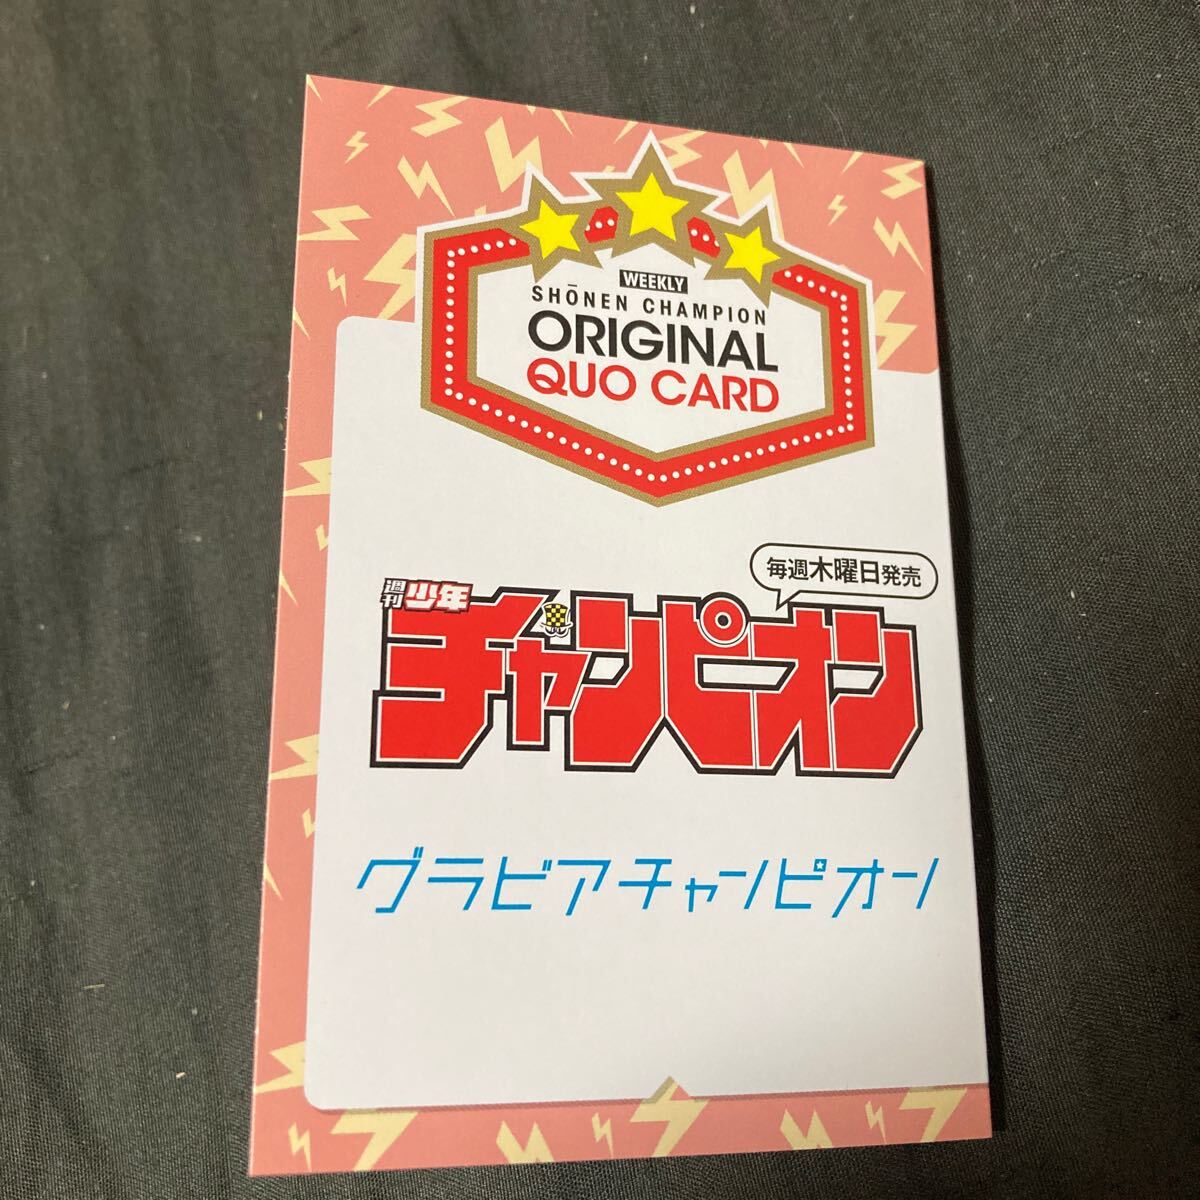 WEEKLY
SHŌNEN CHAMPION
ORIGINAL
QUO CARD
毎週木曜日発売
週刊少年
チャンピオン
グラビアチャンピオン